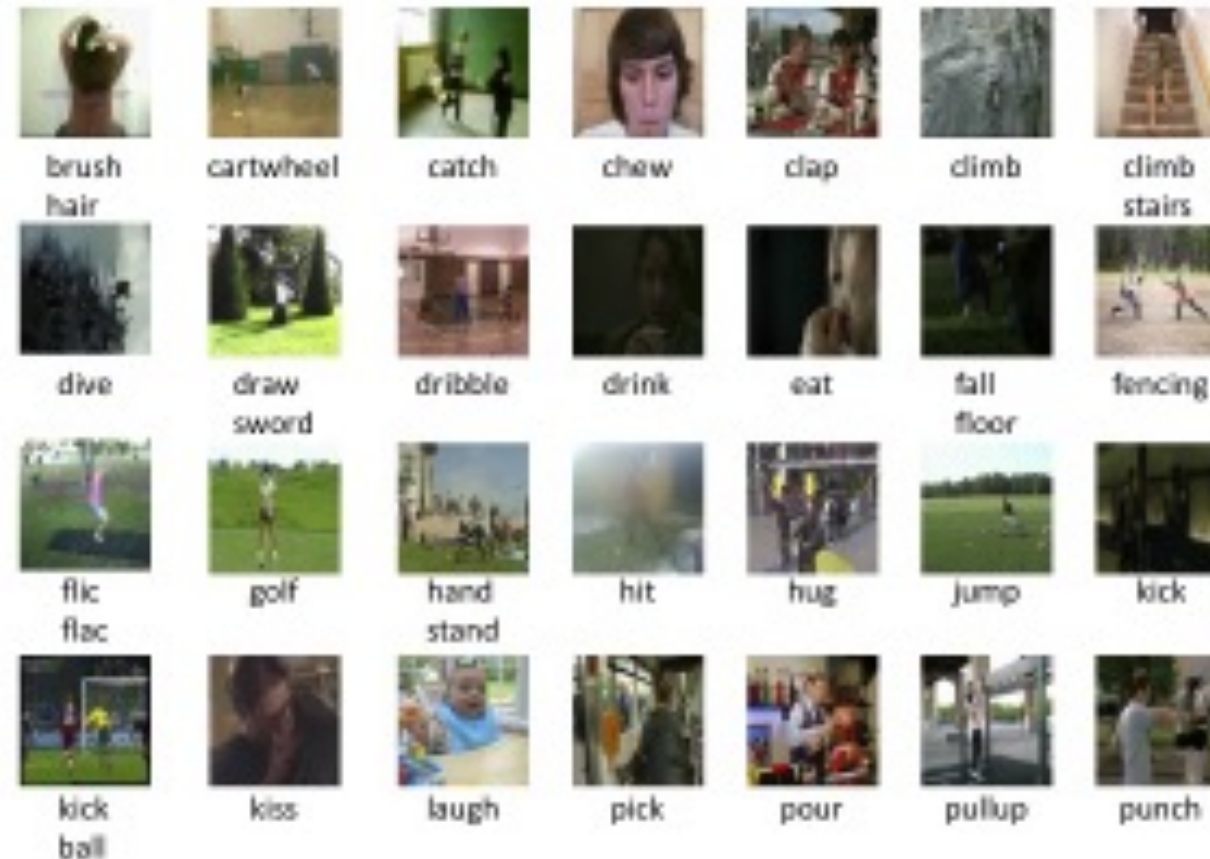 brush cartwheel catch chew clap climb climb
hair stairs
dive draw dribble drink eat fall fencing
sword floor
flic golf hand hit hug jump kick
flac stand
kick kiss laugh pick pour pullup punch
ball